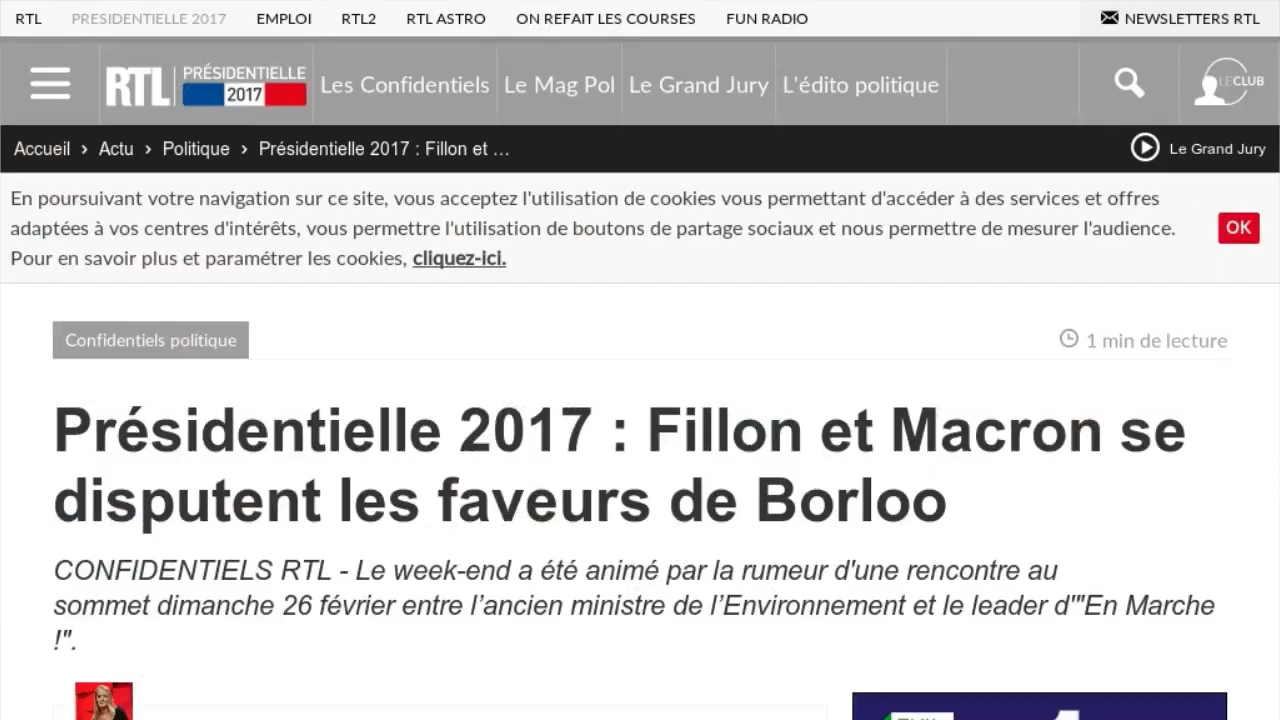 RTL PRESIDENTIELLE 2017 EMPLOI RTL2 RTL ASTRO ON REFAIT LES COURSES FUN RADIO NEWSLETTERS RTL
RTL PRÉSIDENTIELLE 2017 Les Confidentiels Le Mag Pol Le Grand Jury L'édito politique LECLUB
Accueil › Actu › Politique › Présidentielle 2017 : Fillon et … Le Grand Jury
En poursuivant votre navigation sur ce site, vous acceptez l'utilisation de cookies vous permettant d'accéder à des services et offres
adaptées à vos centres d'intérêts, vous permettre l'utilisation de boutons de partage sociaux et nous permettre de mesurer l'audience.
Pour en savoir plus et paramétrer les cookies, cliquez-ici.
OK
Confidentiels politique 1 min de lecture
Présidentielle 2017 : Fillon et Macron se
disputent les faveurs de Borloo
CONFIDENTIELS RTL - Le week-end a été animé par la rumeur d'une rencontre au
sommet dimanche 26 février entre l’ancien ministre de l’Environnement et le leader d'"En Marche
!".